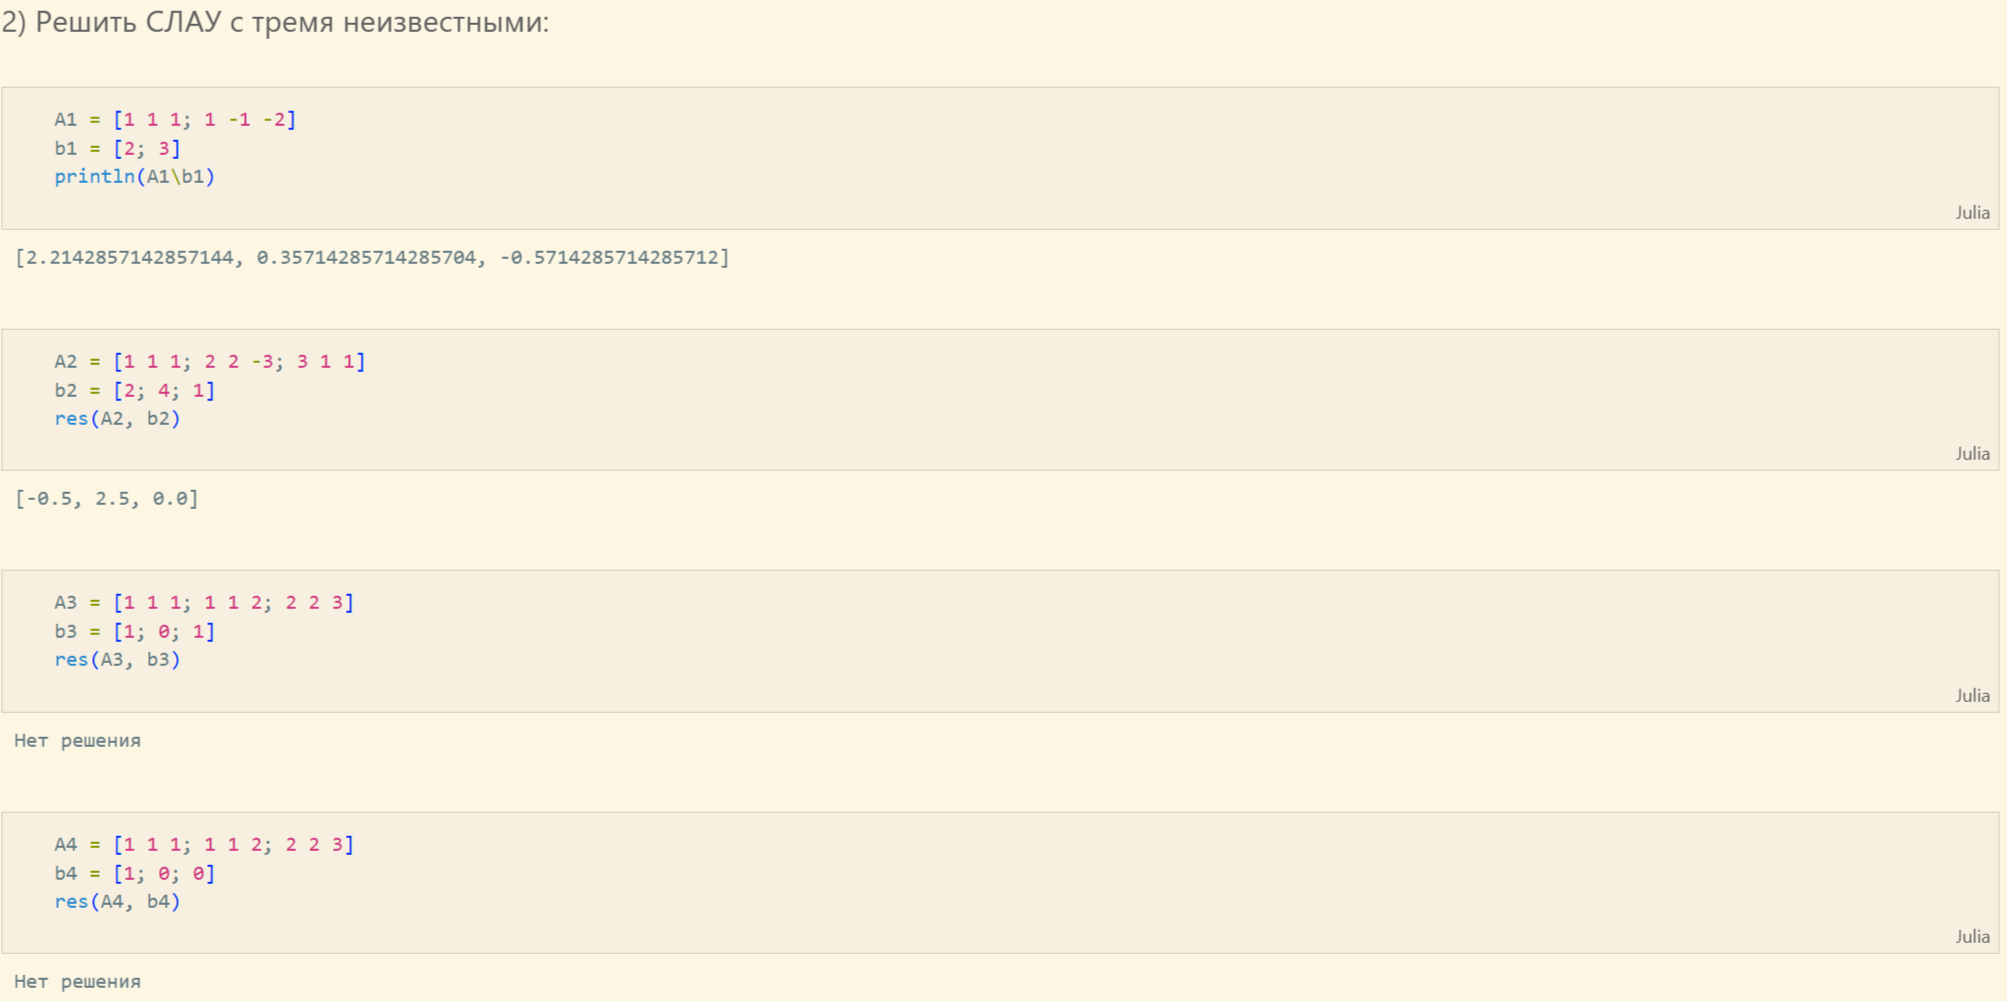 2) Решить СЛАУ с тремя неизвестными:
A1 = [1 1 1; 1 -1 -2]
b1 = [2; 3]
println(A1\b1)
Julia
[2.2142857142857144, 0.35714285714285704, -0.5714285714285712]
A2 = [1 1 1; 2 2 -3; 3 1 1]
b2 = [2; 4; 1]
res(A2, b2)
Julia
[-0.5, 2.5, 0.0]
A3 = [1 1 1; 1 1 2; 2 2 3]
b3 = [1; 0; 1]
res(A3, b3)
Julia
Нет решения
A4 = [1 1 1; 1 1 2; 2 2 3]
b4 = [1; 0; 0]
res(A4, b4)
Julia
Нет решения